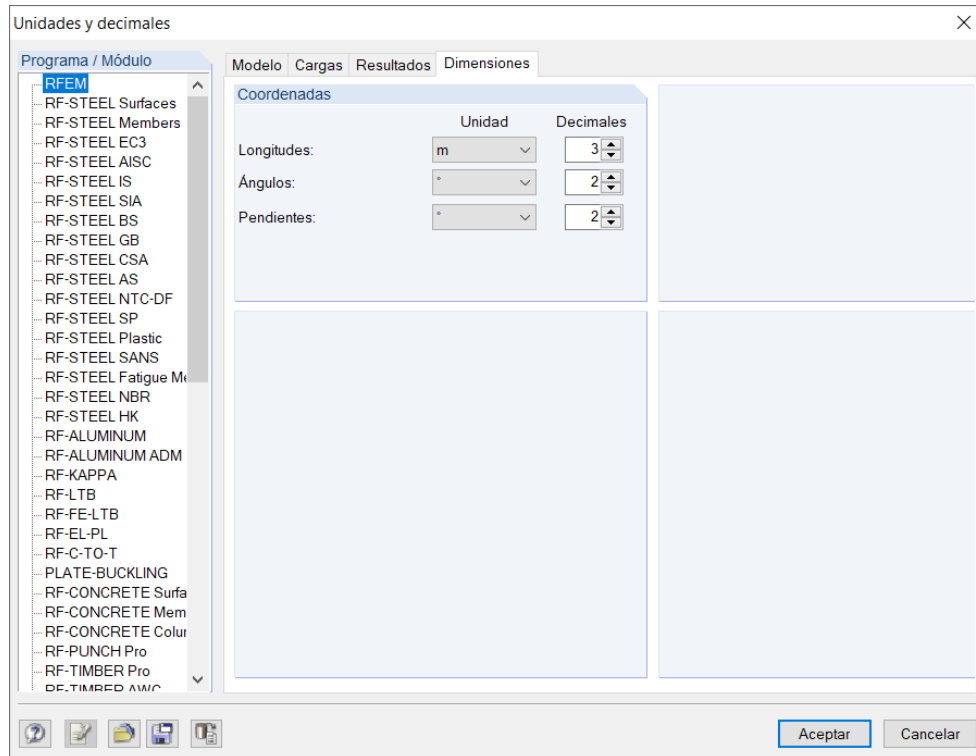 Unidades y decimales
Programa / Módulo
RFEM
RF-STEEL Surfaces
RF-STEEL Members
RF-STEEL EC3
RF-STEEL AISC
RF-STEEL IS
RF-STEEL SIA
RF-STEEL BS
RF-STEEL GB
RF-STEEL CSA
RF-STEEL AS
RF-STEEL NTC-DF
RF-STEEL SP
RF-STEEL Plastic
RF-STEEL SANS
RF-STEEL Fatigue Me
RF-STEEL NBR
RF-STEEL HK
RF-ALUMINUM
RF-ALUMINUM ADM
RF-KAPPA
RF-LTB
RF-FE-LTB
RF-EL-PL
RF-C-TO-T
PLATE-BUCKLING
RF-CONCRETE Surfa
RF-CONCRETE Mem
RF-CONCRETE Colur
RF-PUNCH Pro
RF-TIMBER Pro
RF-TIMBER AWC
Modelo Cargas Resultados Dimensiones
Coordenadas
Unidad Decimales
Longitudes: m 3
Ángulos: ° 2
Pendientes: ° 2
Aceptar Cancelar